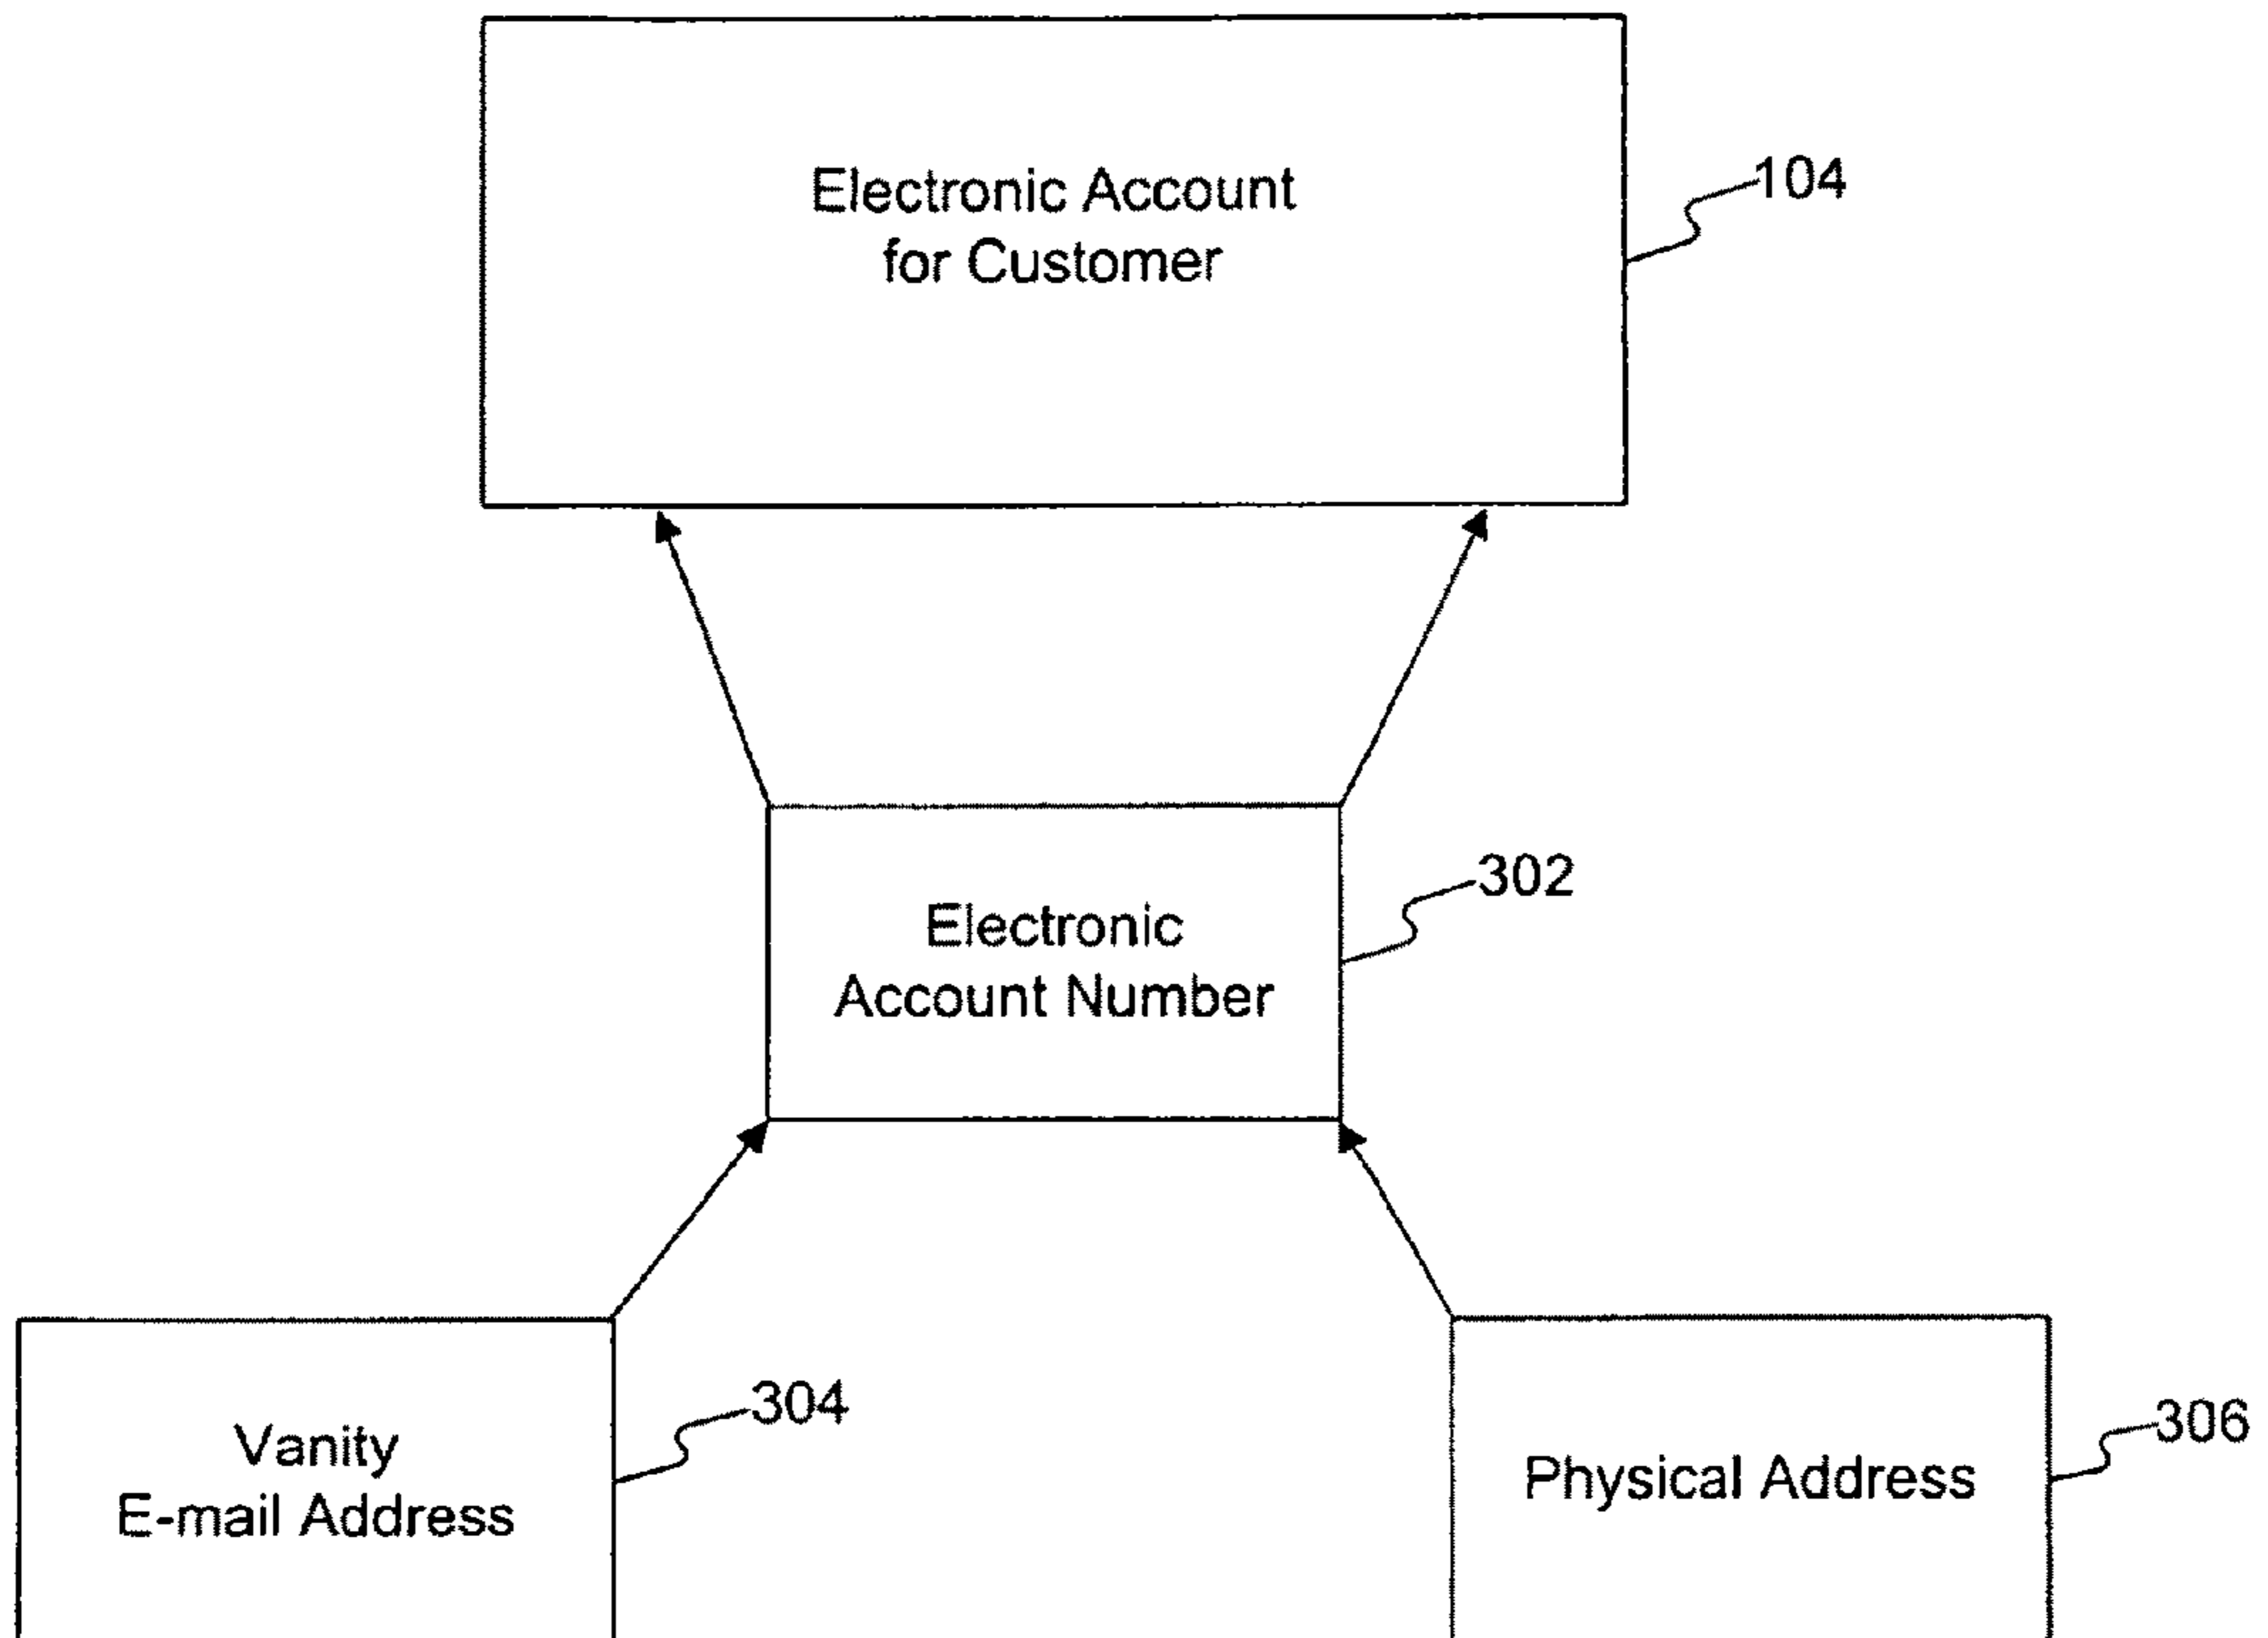 Electronic Account
for Customer
104
Electronic
Account Number
302
Vanity
E-mail Address
304
Physical Address
306